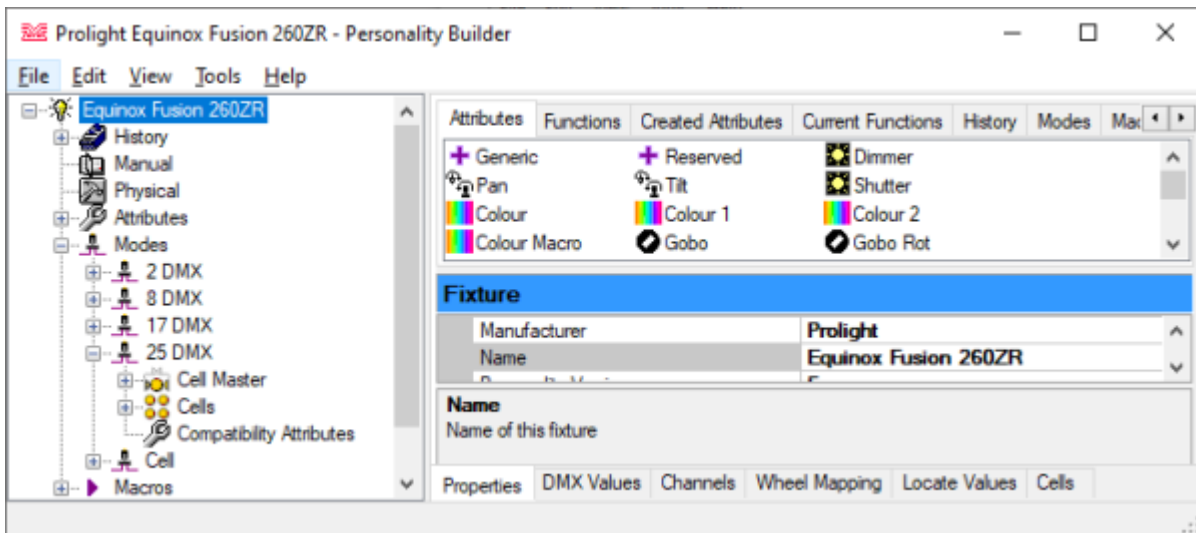 Prolight Equinox Fusion 260ZR - Personality Builder
File Edit View Tools Help
Equinox Fusion 260ZR
History
Manual
Physical
Attributes
Modes
2 DMX
8 DMX
17 DMX
25 DMX
Cell Master
Cells
Compatibility Attributes
Cell
Macros
Attributes Functions Created Attributes Current Functions History Modes Mac
Generic Reserved Dimmer
Pan Tilt Shutter
Colour Colour 1 Colour 2
Colour Macro Gobo Gobo Rot
Fixture
Manufacturer Prolight
Name Equinox Fusion 260ZR
Name
Name of this fixture
Properties DMX Values Channels Wheel Mapping Locate Values Cells